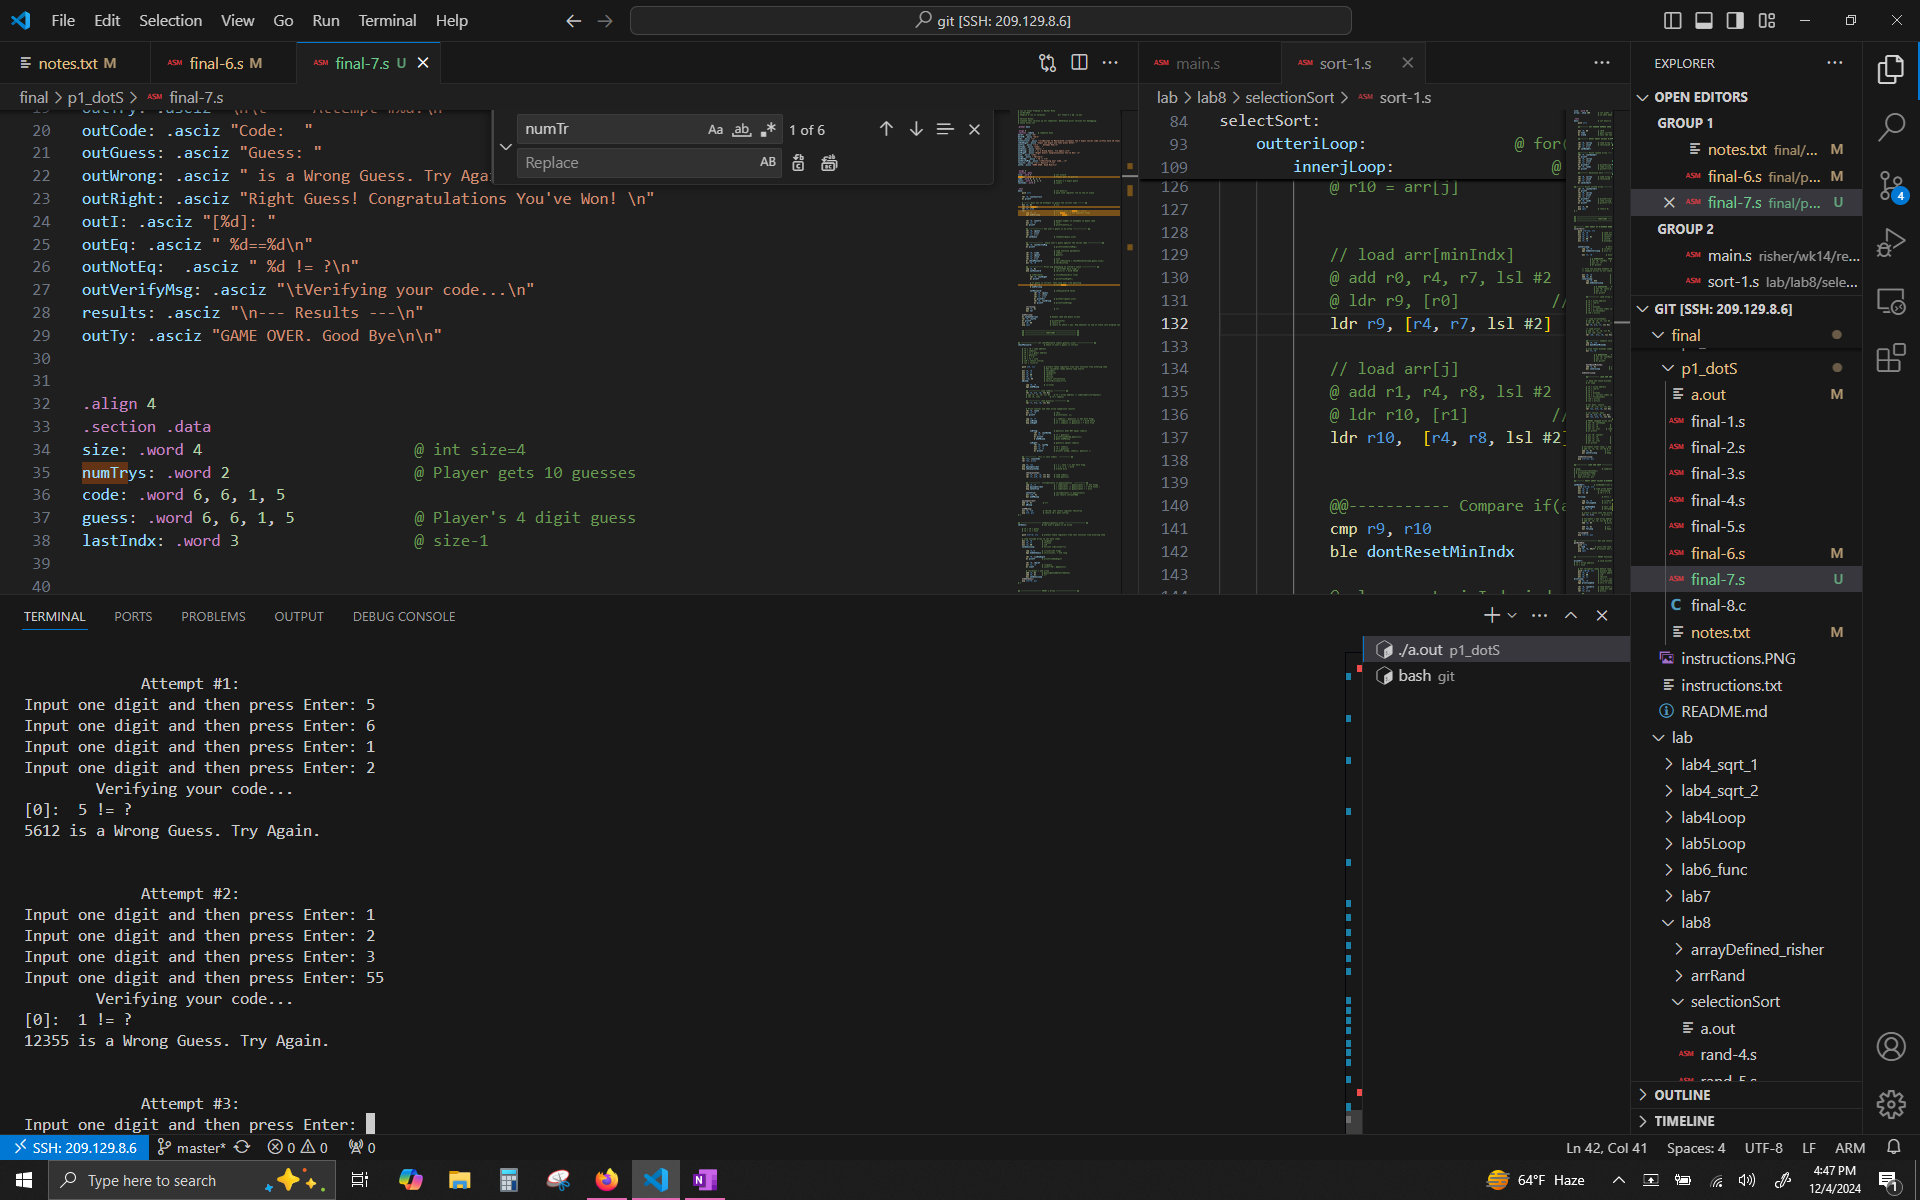 File Edit Selection View Go Run Terminal Help
git [SSH: 209.129.8.6]
notes.txt M
ASM final-6.s M
ASM final-7.s U
final > p1_dotS > ASM final-7.s
20 outCode: .asciz "Code:  "
21 outGuess: .asciz "Guess: "
22 outWrong: .asciz " is a Wrong Guess. Try Aga
23 outRight: .asciz "Right Guess! Congratulations You've Won! \n"
24 outI: .asciz "[%d]: "
25 outEq: .asciz " %d==%d\n"
26 outNotEq:  .asciz " %d != ?\n"
27 outVerifyMsg: .asciz "\tVerifying your code...\n"
28 results: .asciz "\n--- Results ---\n"
29 outTy: .asciz "GAME OVER. Good Bye\n\n"
30
31
32 .align 4
33 .section .data
34 size: .word 4 @ int size=4
35 numTrys: .word 2 @ Player gets 10 guesses
36 code: .word 6, 6, 1, 5
37 guess: .word 6, 6, 1, 5 @ Player's 4 digit guess
38 lastIndx: .word 3 @ size-1
39
40
numTr Aa ab 1 of 6
Replace AB
ASM main.s
ASM sort-1.s
lab > lab8 > selectionSort > ASM sort-1.s
84 selectSort:
93 outteriLoop: @ for(
109 innerjLoop: @
126 @ r10 = arr[j]
127
128
129 // load arr[minIndx]
130 @ add r0, r4, r7, lsl #2
131 @ ldr r9, [r0] //
132 ldr r9, [r4, r7, lsl #2]
133
134 // load arr[j]
135 @ add r1, r4, r8, lsl #2
136 @ ldr r10, [r1] //
137 ldr r10,  [r4, r8, lsl #2]
138
139
140 @@----------- Compare if(a
141 cmp r9, r10
142 ble dontResetMinIndx
143
TERMINAL PORTS PROBLEMS OUTPUT DEBUG CONSOLE
Attempt #1:
Input one digit and then press Enter: 5
Input one digit and then press Enter: 6
Input one digit and then press Enter: 1
Input one digit and then press Enter: 2
Verifying your code...
[0]:  5 != ?
5612 is a Wrong Guess. Try Again.
Attempt #2:
Input one digit and then press Enter: 1
Input one digit and then press Enter: 2
Input one digit and then press Enter: 3
Input one digit and then press Enter: 55
Verifying your code...
[0]:  1 != ?
12355 is a Wrong Guess. Try Again.
Attempt #3:
Input one digit and then press Enter:
./a.out p1_dotS
bash git
EXPLORER
OPEN EDITORS
GROUP 1
notes.txt final/... M
ASM final-6.s final/p... M
ASM final-7.s final/p... U
GROUP 2
ASM main.s risher/wk14/re...
ASM sort-1.s lab/lab8/sele...
GIT [SSH: 209.129.8.6]
final
p1_dotS
a.out M
ASM final-1.s
ASM final-2.s
ASM final-3.s
ASM final-4.s
ASM final-5.s
ASM final-6.s M
ASM final-7.s U
C final-8.c
notes.txt M
instructions.PNG
instructions.txt
README.md
lab
lab4_sqrt_1
lab4_sqrt_2
lab4Loop
lab5Loop
lab6_func
lab7
lab8
arrayDefined_risher
arrRand
selectionSort
a.out
ASM rand-4.s
OUTLINE
TIMELINE
4
SSH: 209.129.8.6 master* 0 0 0
Ln 42, Col 41 Spaces: 4 UTF-8 LF ARM
Type here to search
64°F Haze
4:47 PM
12/4/2024
1